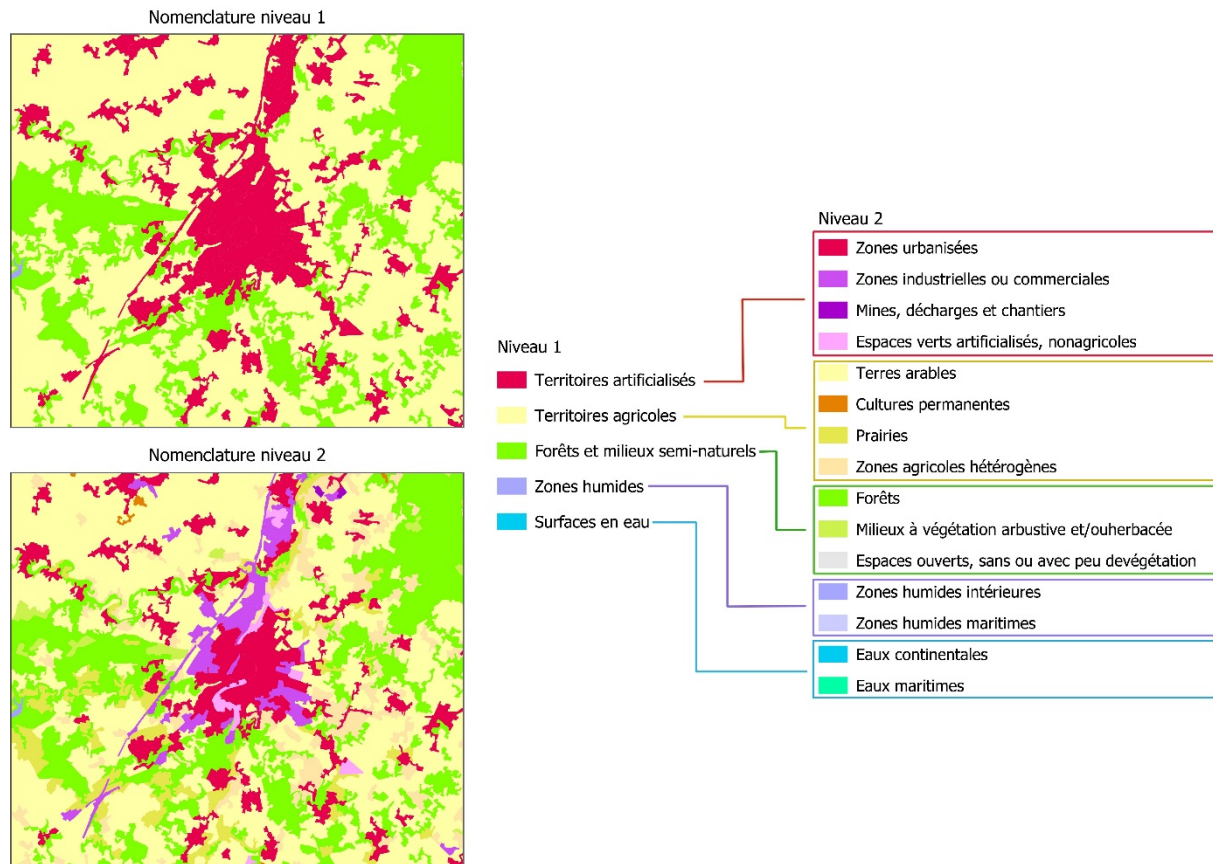 Nomenclature niveau 1
Nomenclature niveau 2
Niveau 1
Territoires artificialisés
Territoires agricoles
Forêts et milieux semi-naturels
Zones humides
Surfaces en eau
Niveau 2
Zones urbanisées
Zones industrielles ou commerciales
Mines, décharges et chantiers
Espaces verts artificialisés, nonagricoles
Terres arables
Cultures permanentes
Prairies
Zones agricoles hétérogènes
Forêts
Milieux à végétation arbustive et/ouherbacée
Espaces ouverts, sans ou avec peu devégétation
Zones humides intérieures
Zones humides maritimes
Eaux continentales
Eaux maritimes